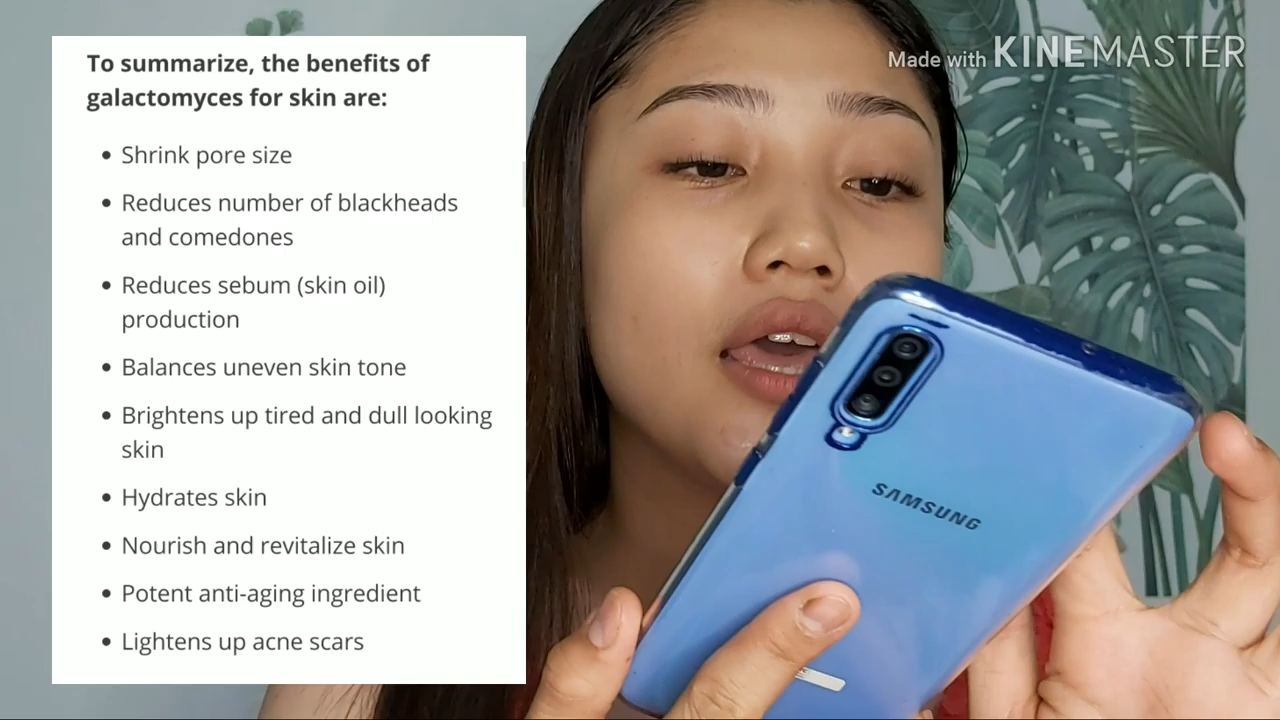 To summarize, the benefits of
galactomyces for skin are:
• Shrink pore size
• Reduces number of blackheads
and comedones
• Reduces sebum (skin oil)
production
• Balances uneven skin tone
• Brightens up tired and dull looking
skin
• Hydrates skin
• Nourish and revitalize skin
• Potent anti-aging ingredient
• Lightens up acne scars
Made with KINEMASTER
SAMSUNG